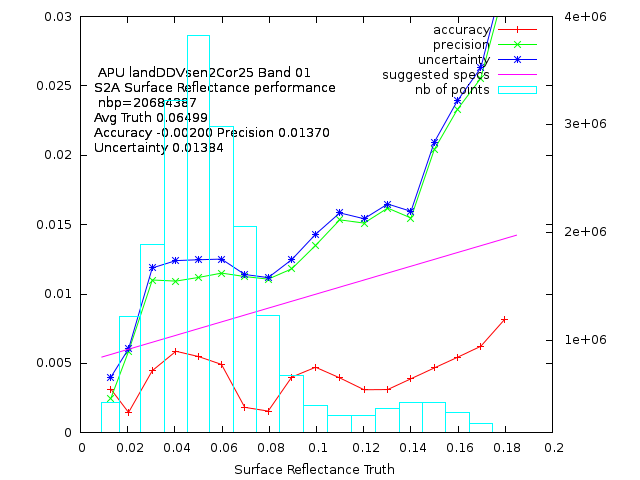 APU landDDVsen2Cor25 Band 01
S2A Surface Reflectance performance
nbp=20684387
Avg Truth 0.06499
Accuracy -0.00200 Precision 0.01370
Uncertainty 0.01384
accuracy
precision
uncertainty
suggested specs
nb of points
0.03
0.025
0.02
0.015
0.01
0.005
0
4e+06
3e+06
2e+06
1e+06
0 0.02 0.04 0.06 0.08 0.1 0.12 0.14 0.16 0.18 0.2
Surface Reflectance Truth